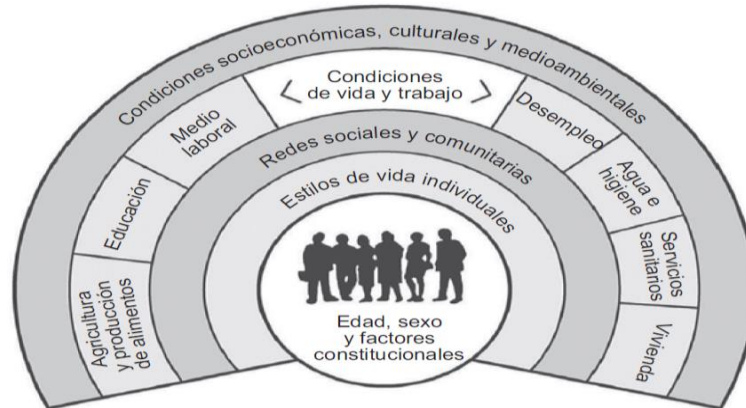 Condiciones socioeconómicas, culturales y medioambientales
Condiciones
de vida y trabajo
Medio
laboral
Educación
Agricultura
y producción
de alimentos
Desempleo
Agua e
higiene
Servicios
sanitarios
Vivienda
Redes sociales y comunitarias
Estilos de vida individuales
Edad, sexo
y factores
constitucionales